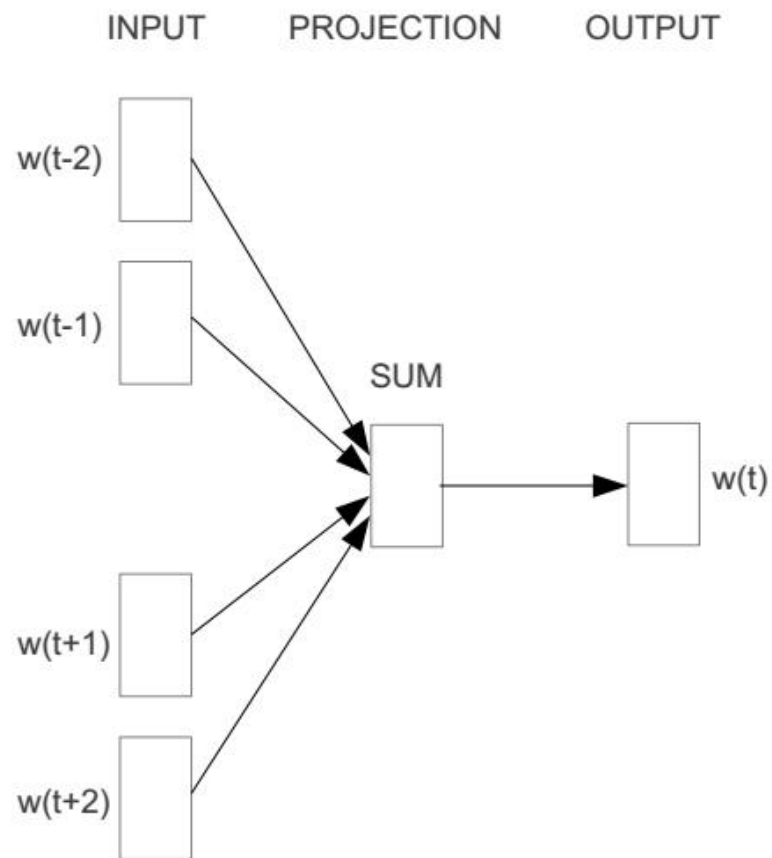 INPUT PROJECTION OUTPUT
w(t-2)
w(t-1)
SUM
w(t)
w(t+1)
w(t+2)